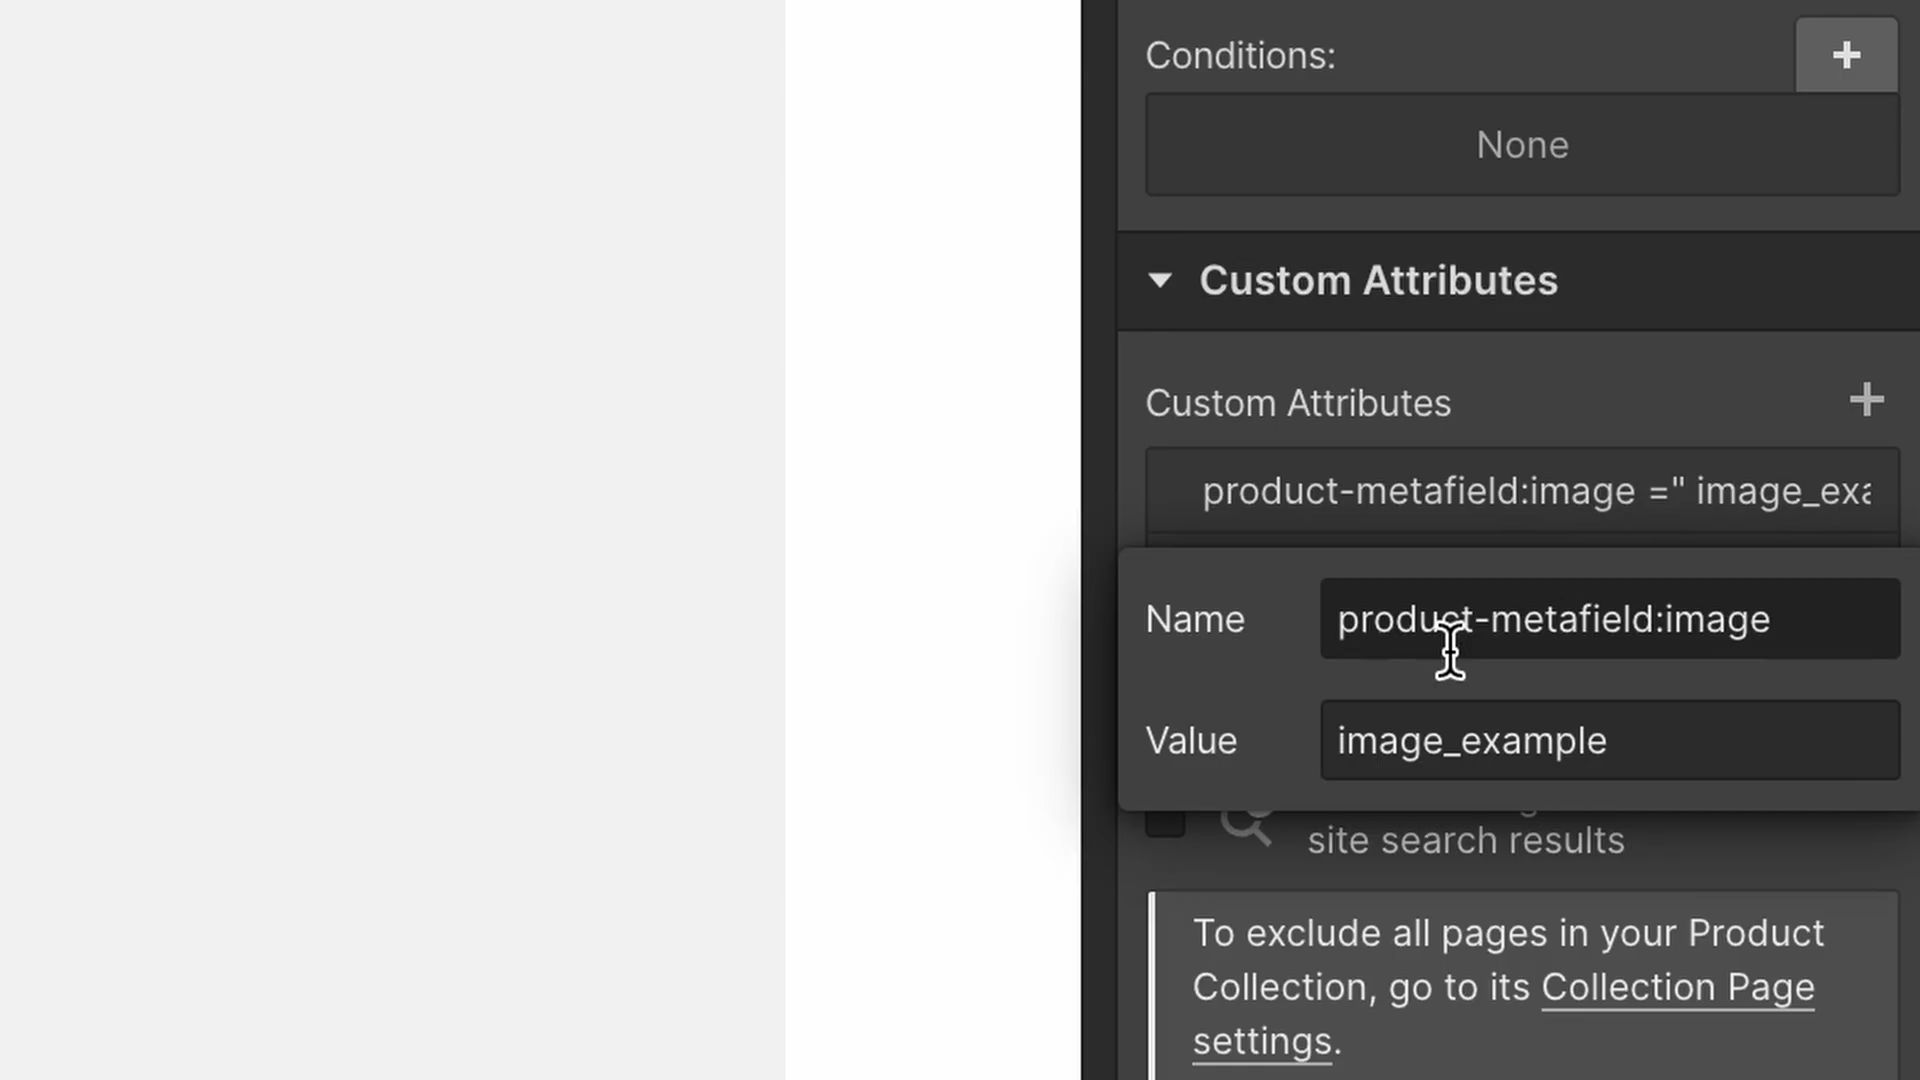 Conditions:
None
Custom Attributes
Custom Attributes
product-metafield:image =" image_exa
Name
product-metafield:image
Value
image_example
site search results
To exclude all pages in your Product
Collection, go to its Collection Page
settings.